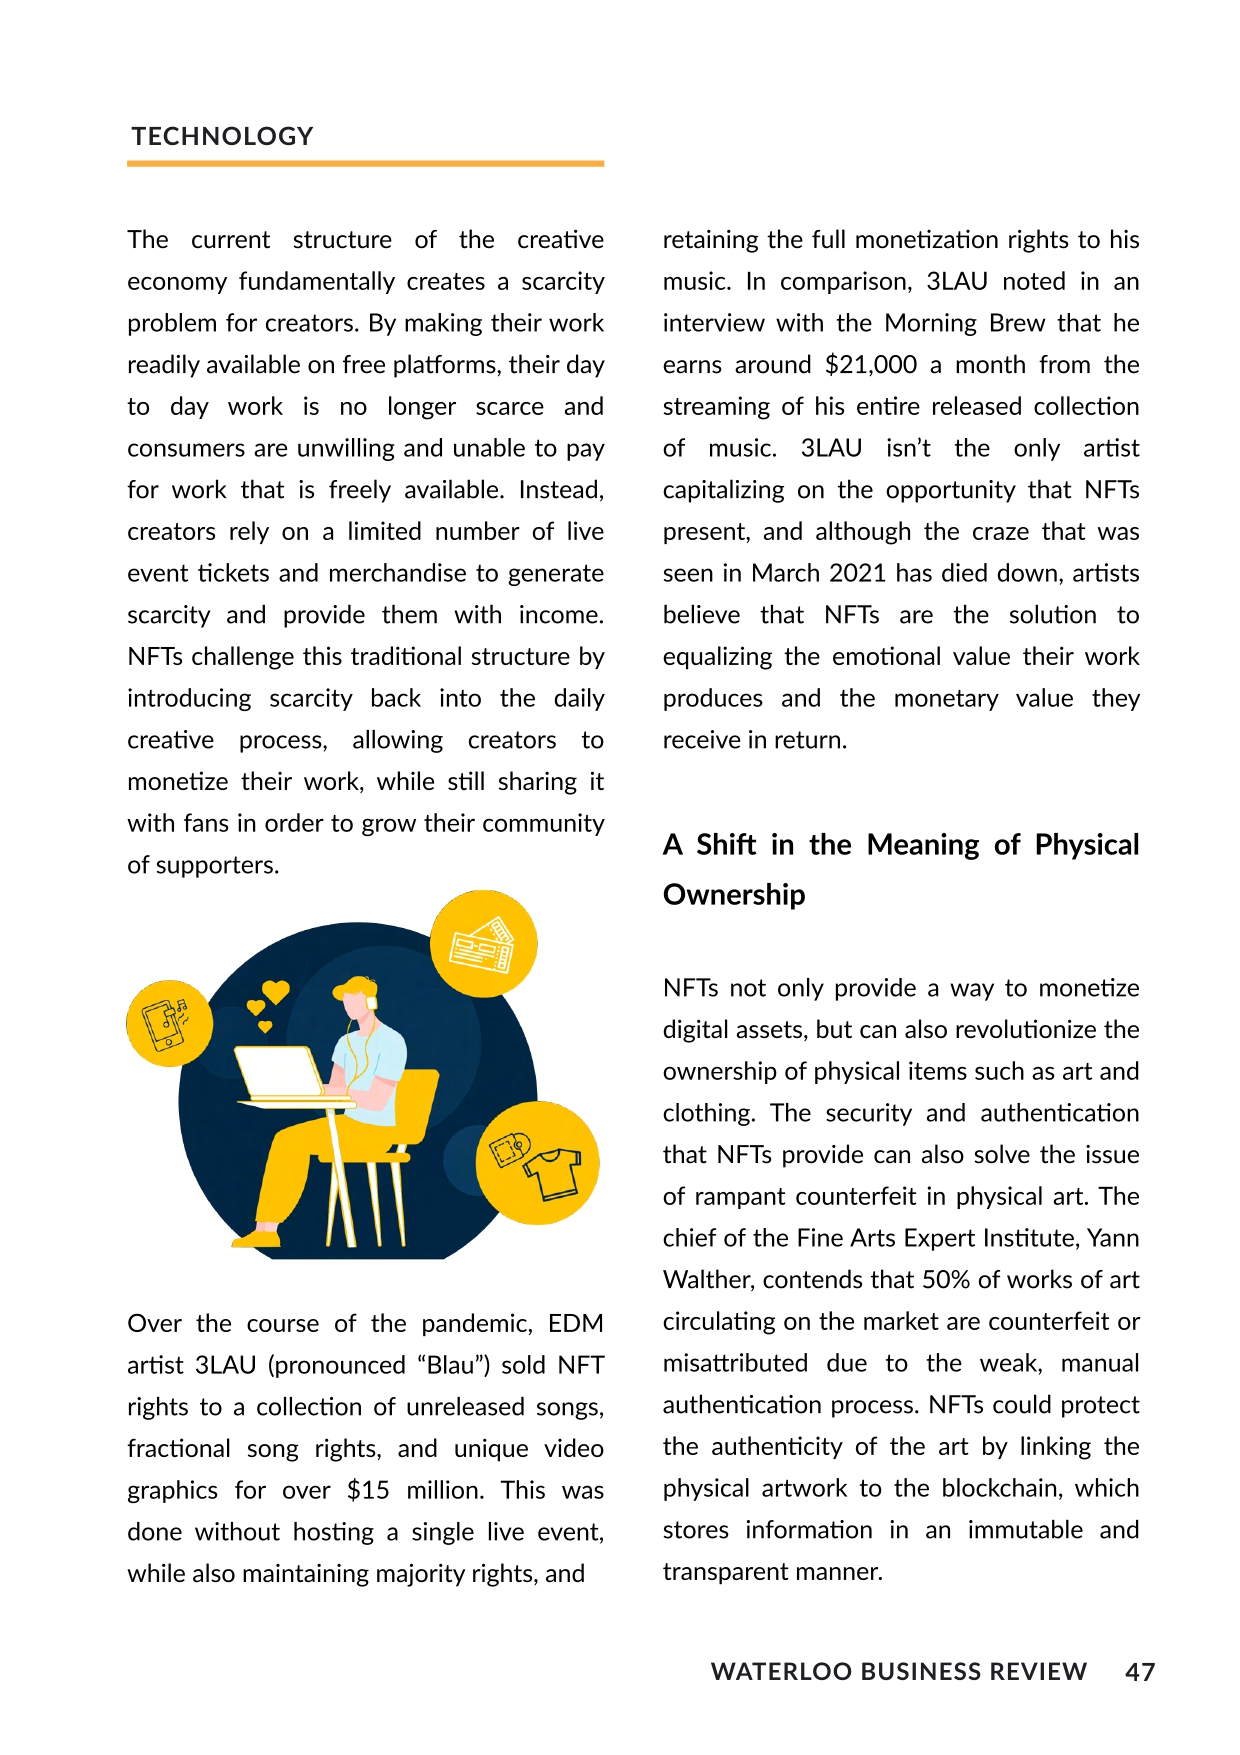 TECHNOLOGY
The current structure of the creative
economy fundamentally creates a scarcity
problem for creators. By making their work
readily available on free platforms, their day
to day work is no longer scarce and
consumers are unwilling and unable to pay
for work that is freely available. Instead,
creators rely on a limited number of live
event tickets and merchandise to generate
scarcity and provide them with income.
NFTs challenge this traditional structure by
introducing scarcity back into the daily
creative process, allowing creators to
monetize their work, while still sharing it
with fans in order to grow their community
of supporters.
Over the course of the pandemic, EDM
artist 3LAU (pronounced “Blau”) sold NFT
rights to a collection of unreleased songs,
fractional song rights, and unique video
graphics for over $15 million. This was
done without hosting a single live event,
while also maintaining majority rights, and
retaining the full monetization rights to his
music. In comparison, 3LAU noted in an
interview with the Morning Brew that he
earns around $21,000 a month from the
streaming of his entire released collection
of music. 3LAU isn’t the only artist
capitalizing on the opportunity that NFTs
present, and although the craze that was
seen in March 2021 has died down, artists
believe that NFTs are the solution to
equalizing the emotional value their work
produces and the monetary value they
receive in return.
A Shift in the Meaning of Physical
Ownership
NFTs not only provide a way to monetize
digital assets, but can also revolutionize the
ownership of physical items such as art and
clothing. The security and authentication
that NFTs provide can also solve the issue
of rampant counterfeit in physical art. The
chief of the Fine Arts Expert Institute, Yann
Walther, contends that 50% of works of art
circulating on the market are counterfeit or
misattributed due to the weak, manual
authentication process. NFTs could protect
the authenticity of the art by linking the
physical artwork to the blockchain, which
stores information in an immutable and
transparent manner.
WATERLOO BUSINESS REVIEW 47